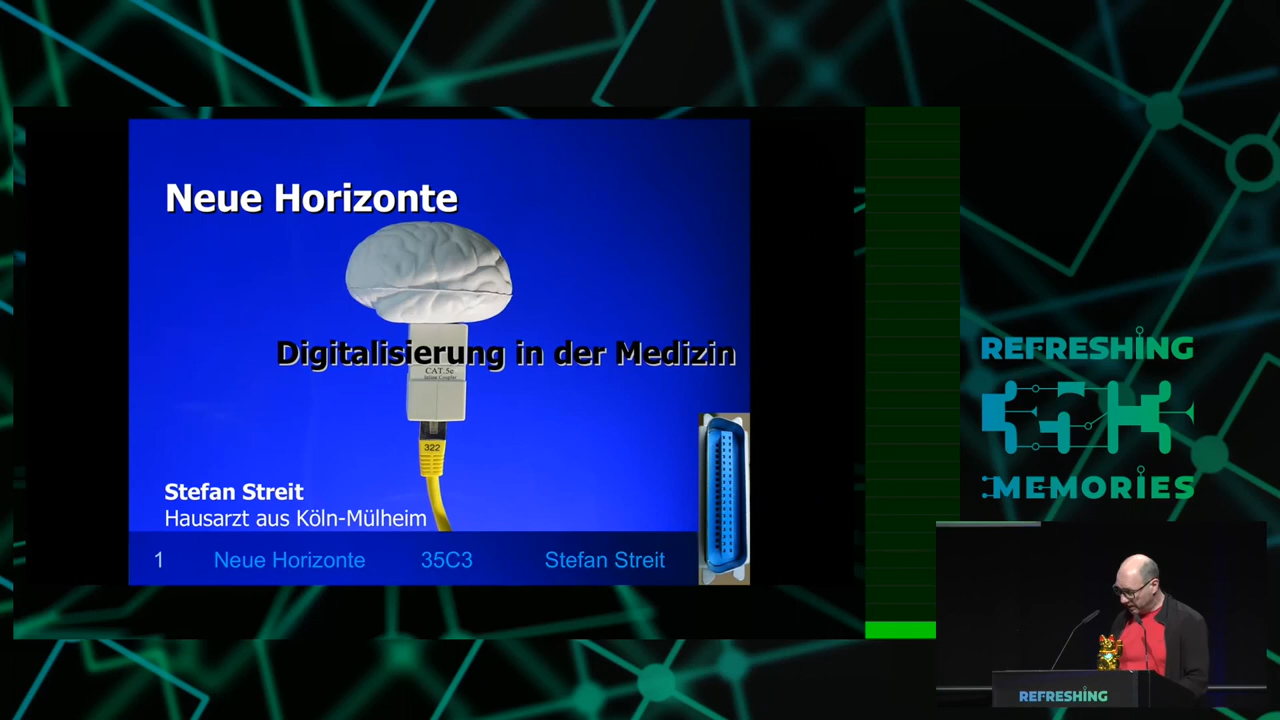 Neue Horizonte
Digitalisierung in der Medizin
CAT.5e
322
Stefan Streit
Hausarzt aus Köln-Mülheim
1 Neue Horizonte 35C3 Stefan Streit
REFRESHING
35C3
MEMORIES
REFRESHING